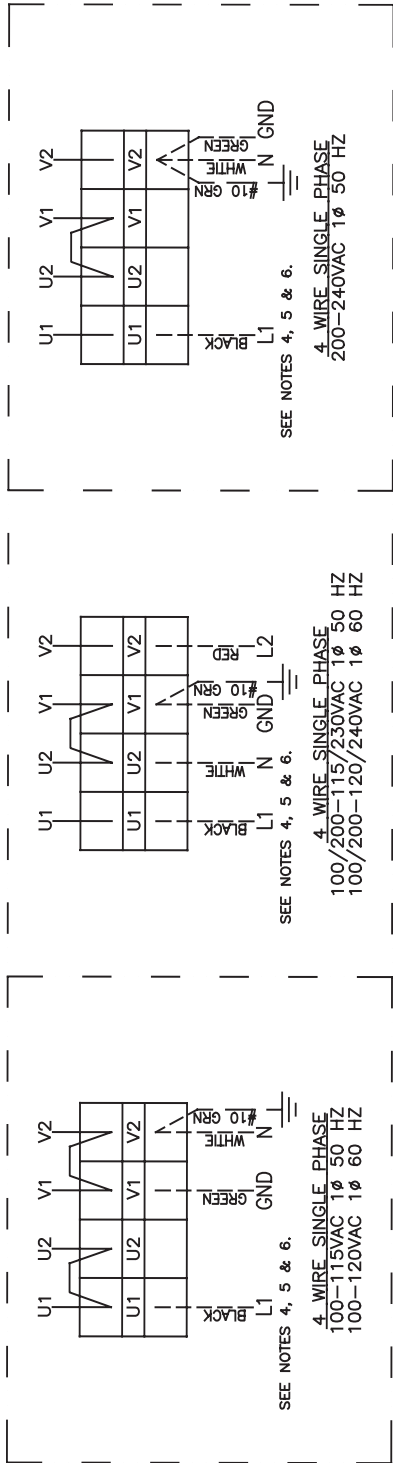 U1 U2 V1 V2
U1 U2 V1 V2
BLACK GREEN WHTIE #10 GRN
L1 GND N
SEE NOTES 4, 5 & 6.
4 WIRE SINGLE PHASE
100-115VAC 1ø 50 HZ
100-120VAC 1ø 60 HZ
U1 U2 V1 V2
U1 U2 V1 V2
BLACK WHTIE GREEN #10 GRN RED
L1 N GND L2
SEE NOTES 4, 5 & 6.
4 WIRE SINGLE PHASE
100/200-115/230VAC 1ø 50 HZ
100/200-120/240VAC 1ø 60 HZ
U1 U2 V1 V2
U1 U2 V1 V2
BLACK #10 GRN WHTIE GREEN
L1 N GND
SEE NOTES 4, 5 & 6.
4 WIRE SINGLE PHASE
200-240VAC 1ø 50 HZ